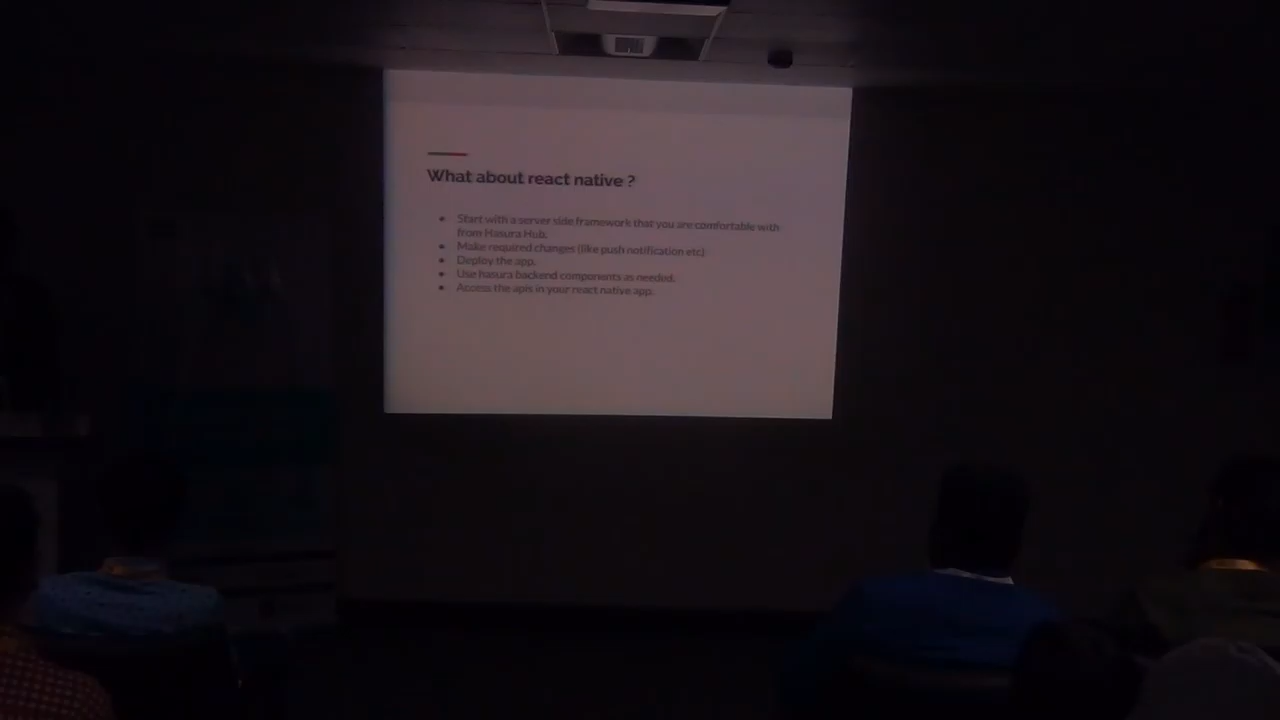 What about react native ?
Start with a server side framework that you are comfortable with
from Hasura Hub.
Make required changes (like push notification etc)
Deploy the app.
Use hasura backend components as needed.
Access the apis in your react native app.